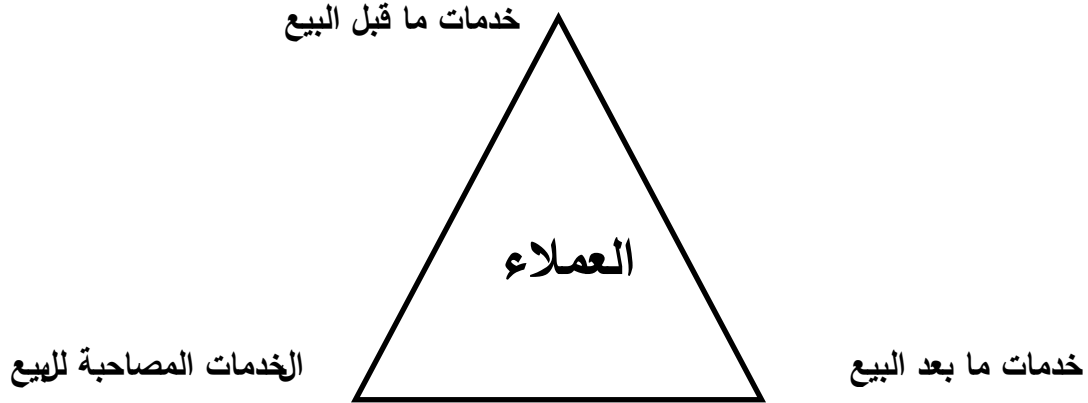 خدمات ما قبل البيع
العملاء
خدمات ما بعد البيع
الخدمات المصاحبة للبيع